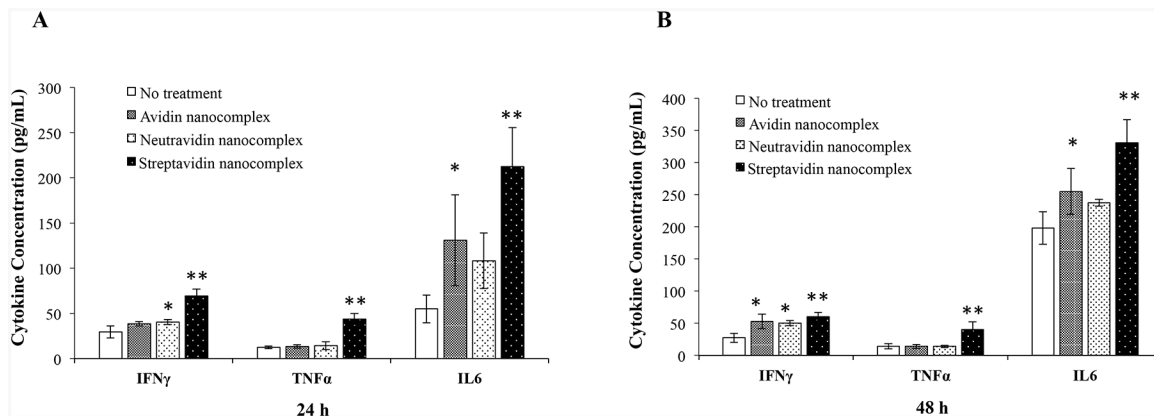 A
Cytokine Concentration (pg/mL)
300
250
200
150
100
50
0
No treatment
Avidin nanocomplex
Neutravidin nanocomplex
Streptavidin nanocomplex
*
**
**
*
**
IFNγ TNFα IL6
24 h
B
Cytokine Concentration (pg/mL)
400
350
300
250
200
150
100
50
0
No treatment
Avidin nanocomplex
Neutravidin nanocomplex
Streptavidin nanocomplex
*
*
**
**
*
**
IFNγ TNFα IL6
48 h